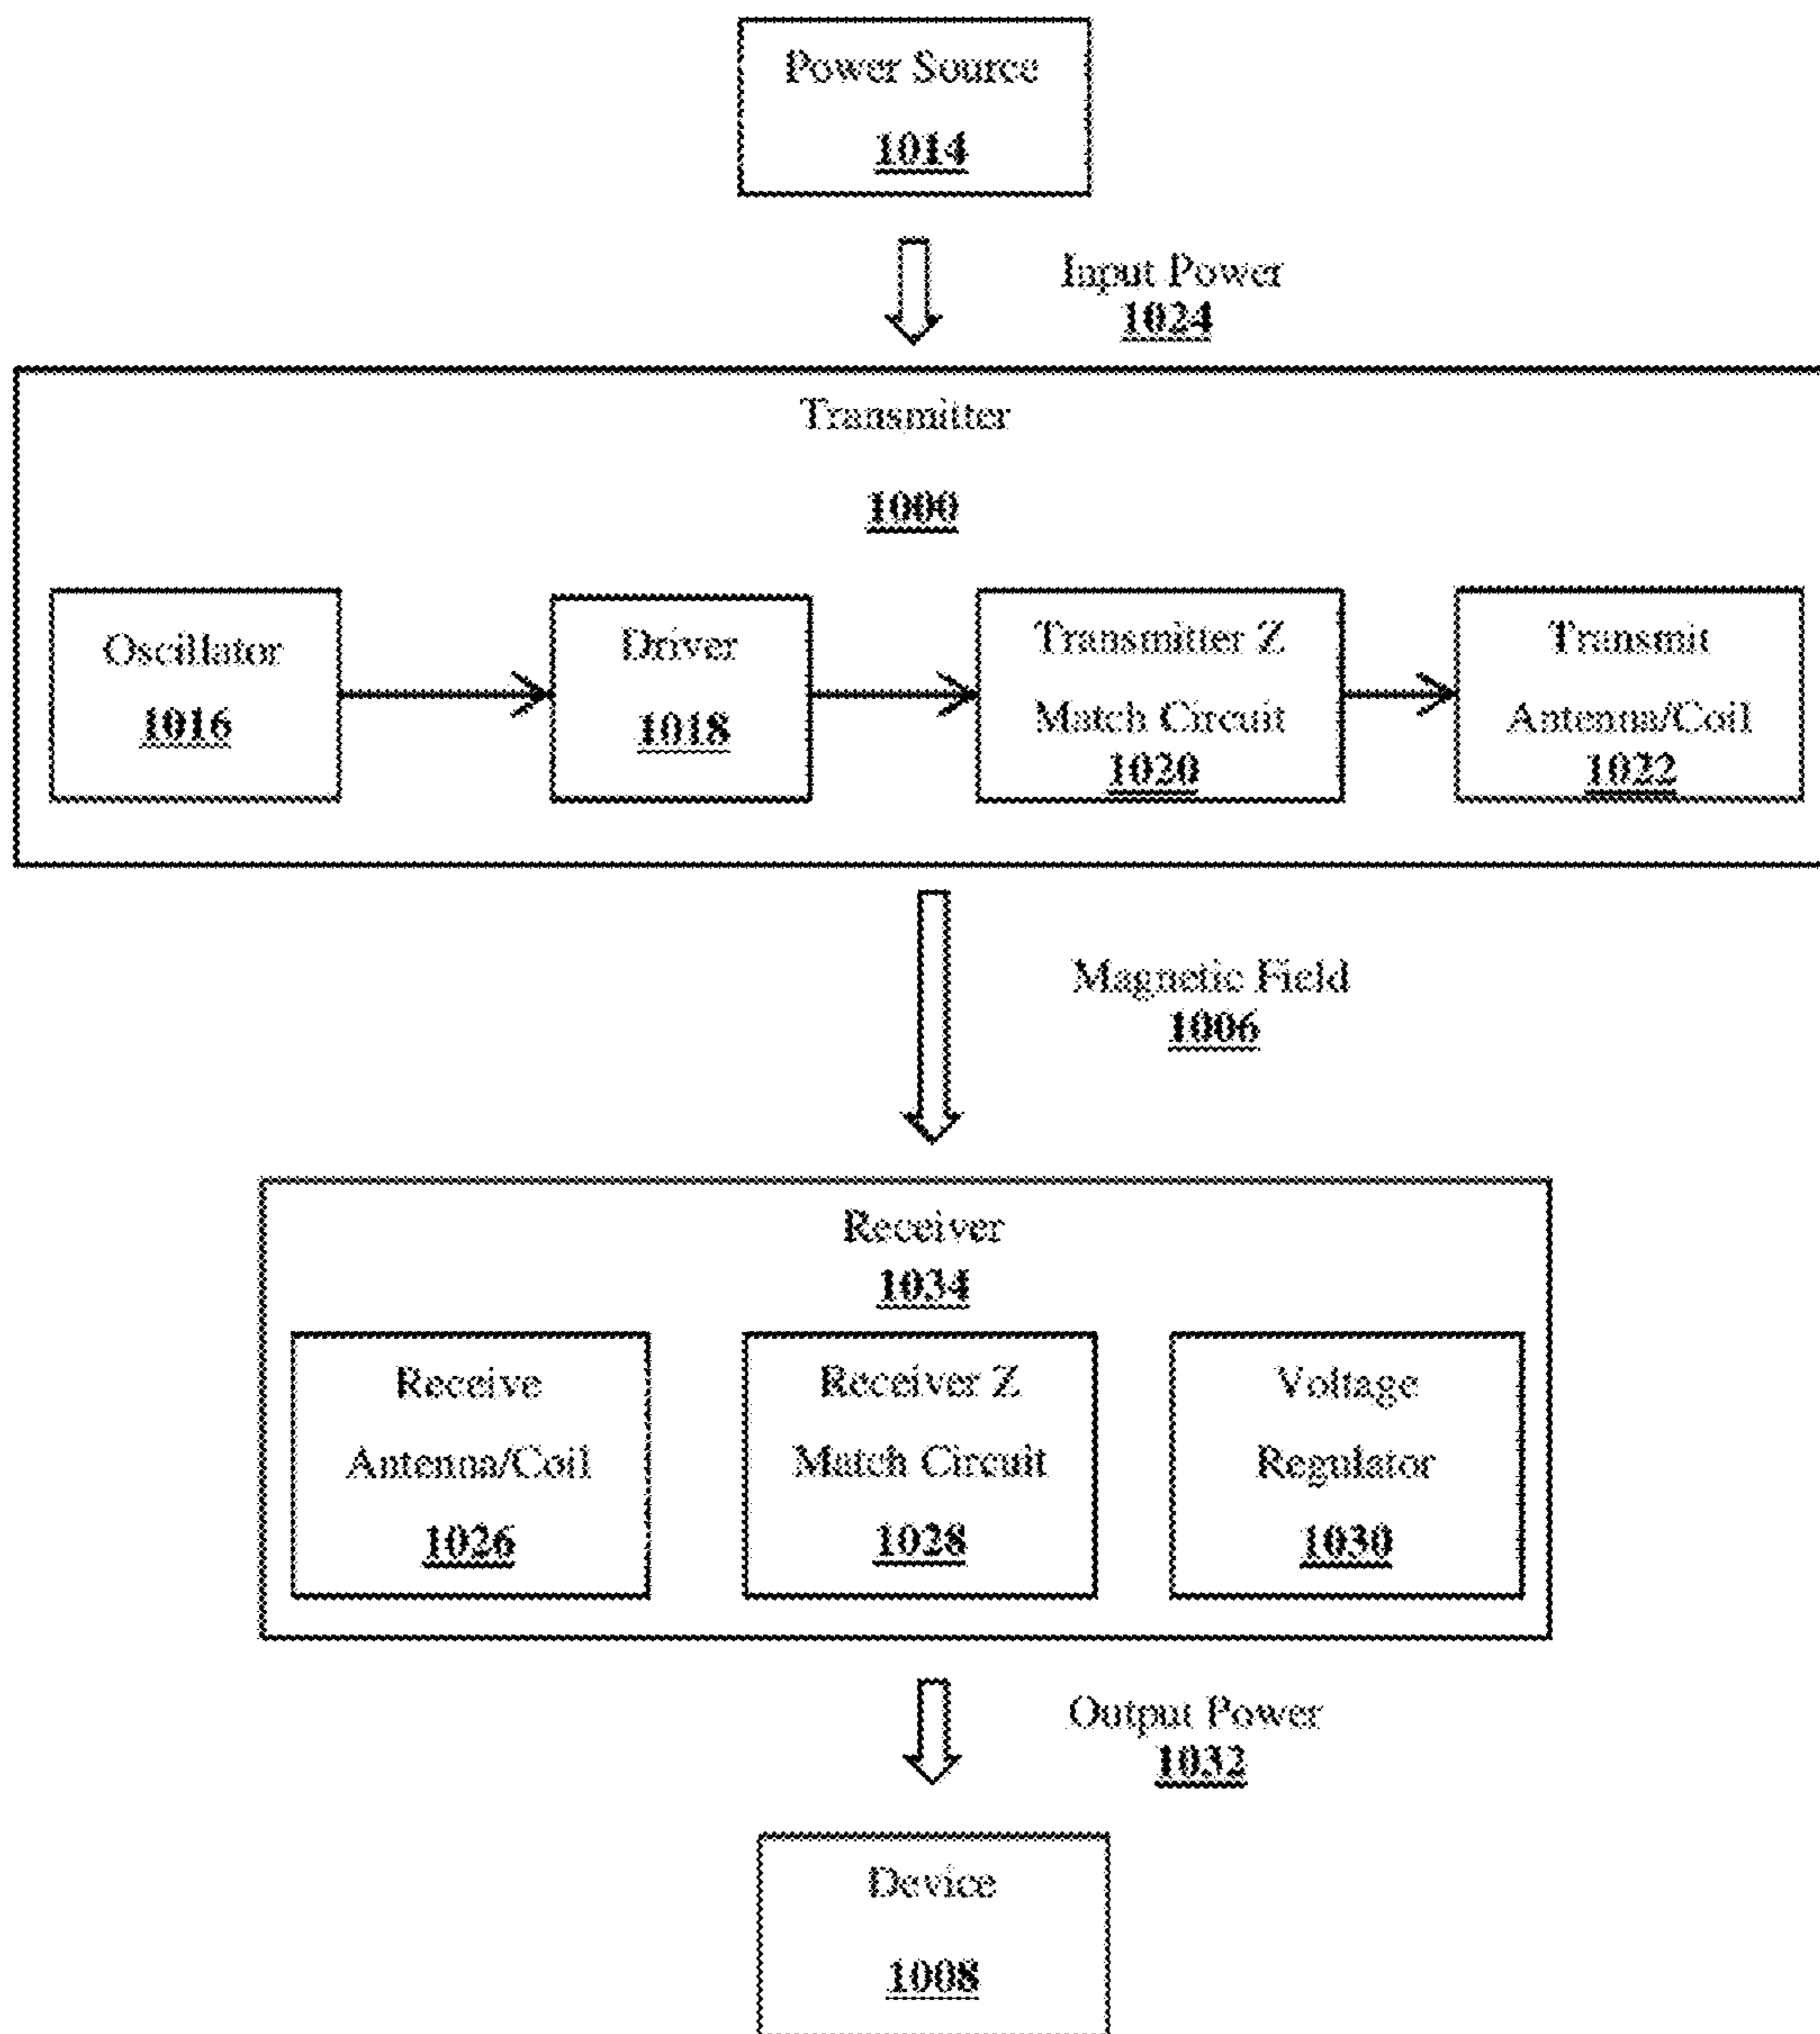 Power Source
1014
Input Power
1024
Transmitter
1000
Oscillator
1016
Driver
1018
Transmitter Z
Match Circuit
1020
Transmit
Antenna/Coil
1022
Magnetic Field
1006
Receiver
1034
Receive
Antenna/Coil
1026
Receiver Z
Match Circuit
1028
Voltage
Regulator
1030
Output Power
1032
Device
1008